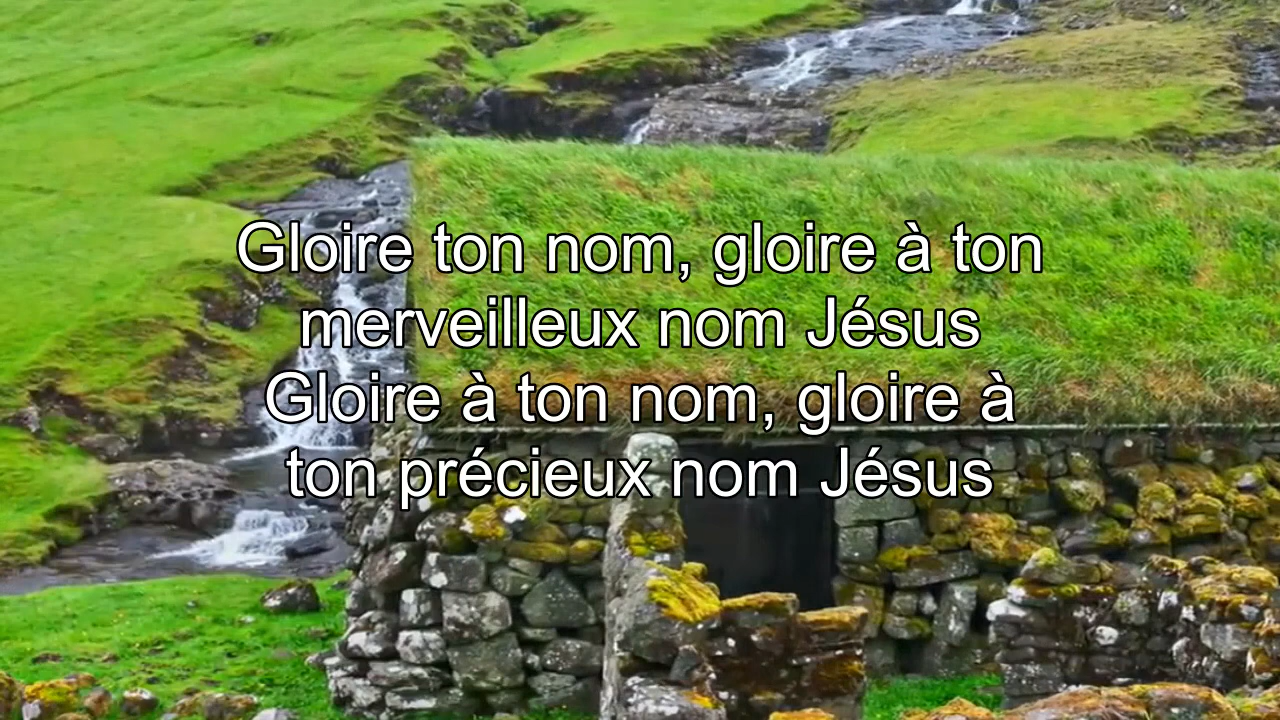 Gloire ton nom, gloire à ton
merveilleux nom Jésus
Gloire à ton nom, gloire à
ton précieux nom Jésus